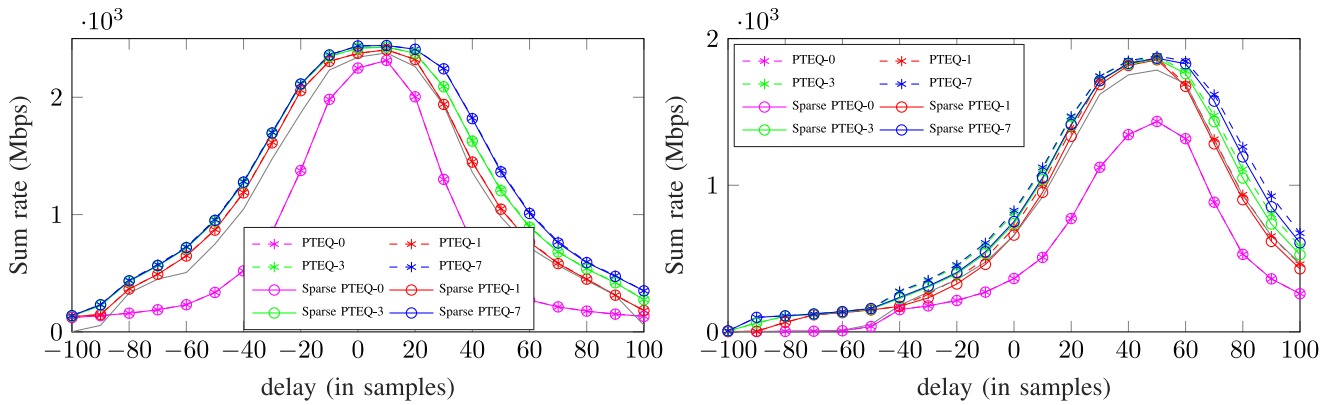 ·10³
Sum rate (Mbps)
2
1
0
PTEQ-0 PTEQ-1
PTEQ-3 PTEQ-7
Sparse PTEQ-0 Sparse PTEQ-1
Sparse PTEQ-3 Sparse PTEQ-7
−100 −80 −60 −40 −20 0 20 40 60 80 100
delay (in samples)
·10³
Sum rate (Mbps)
2
1
0
PTEQ-0 PTEQ-1
PTEQ-3 PTEQ-7
Sparse PTEQ-0 Sparse PTEQ-1
Sparse PTEQ-3 Sparse PTEQ-7
−100 −80 −60 −40 −20 0 20 40 60 80 100
delay (in samples)